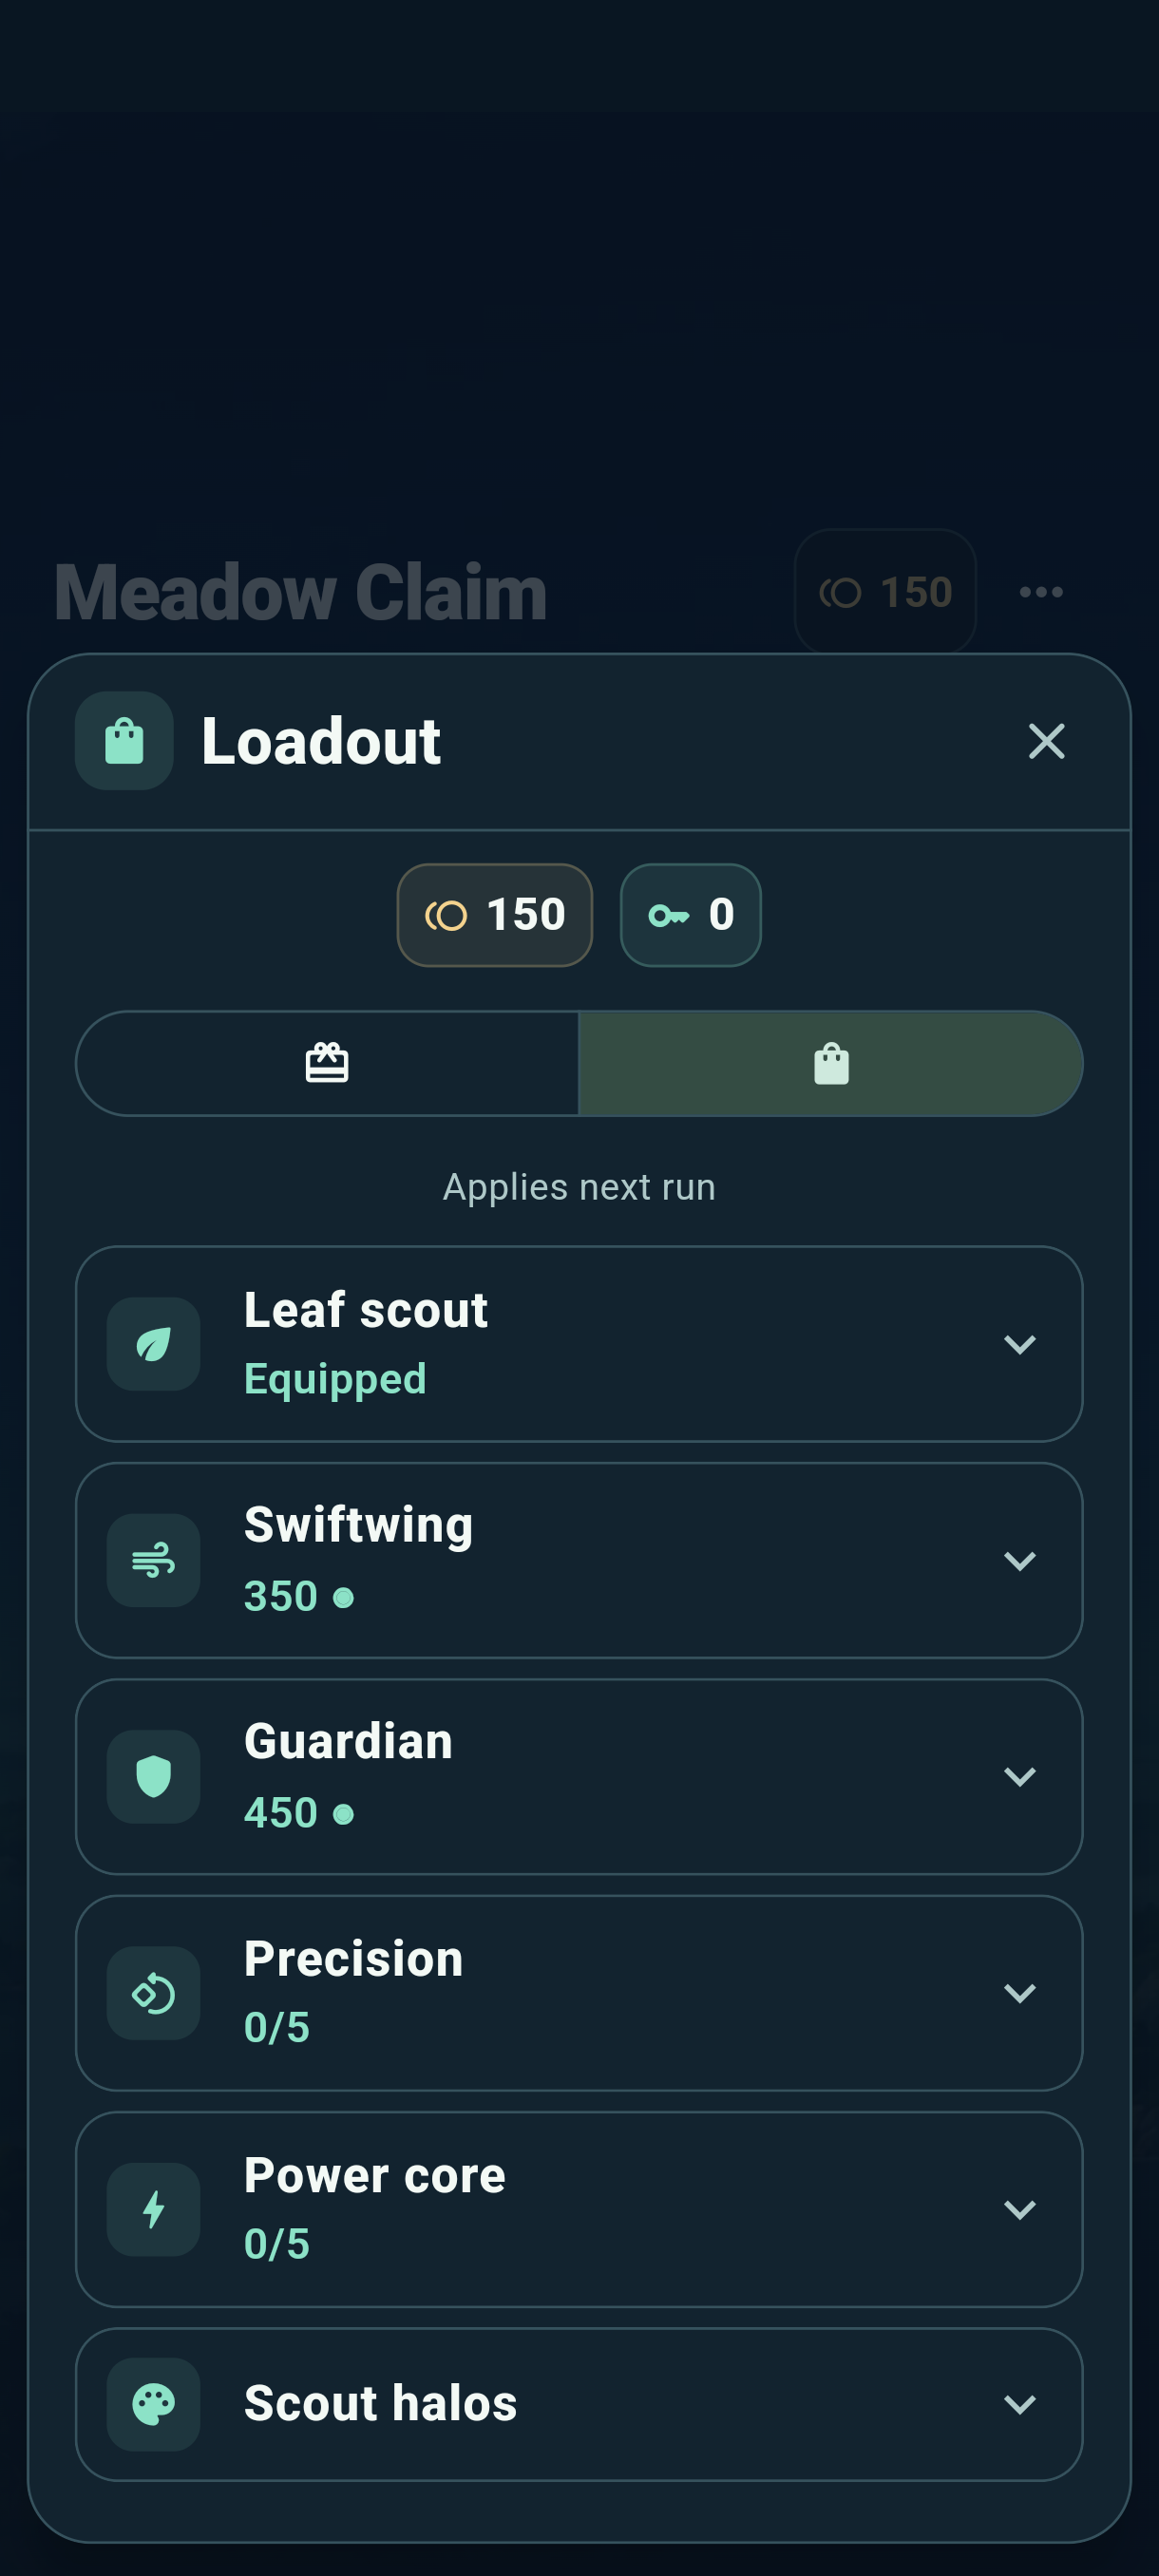 Meadow Claim
150
Loadout
150
0
Applies next run
Leaf scout
Equipped
Swiftwing
350
Guardian
450
Precision
0/5
Power core
0/5
Scout halos